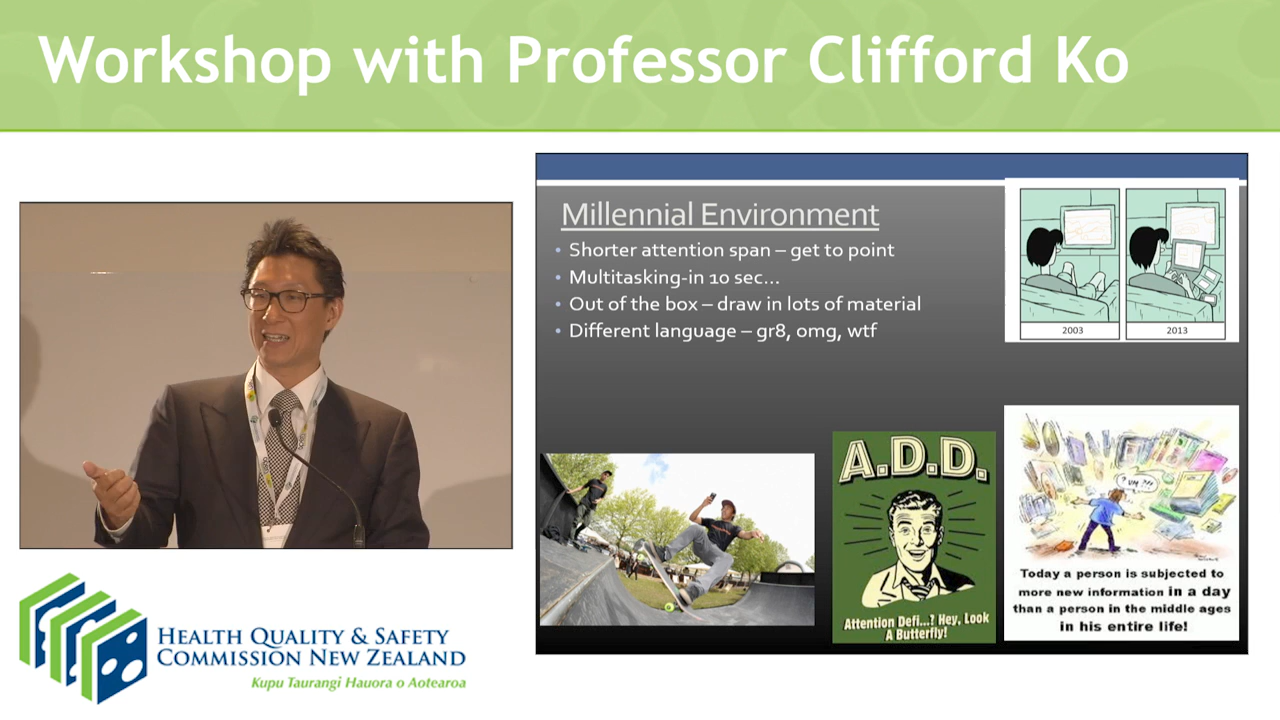 Workshop with Professor Clifford Ko
Millennial Environment
• Shorter attention span – get to point
• Multitasking-in 10 sec...
• Out of the box – draw in lots of material
• Different language – gr8, omg, wtf
2003
2013
A.D.D.
Attention Defi...? Hey, Look
A Butterfly!
Today a person is subjected to
more new information in a day
than a person in the middle ages
in his entire life!
HEALTH QUALITY & SAFETY
COMMISSION NEW ZEALAND
Kupu Taurangi Hauora o Aotearoa